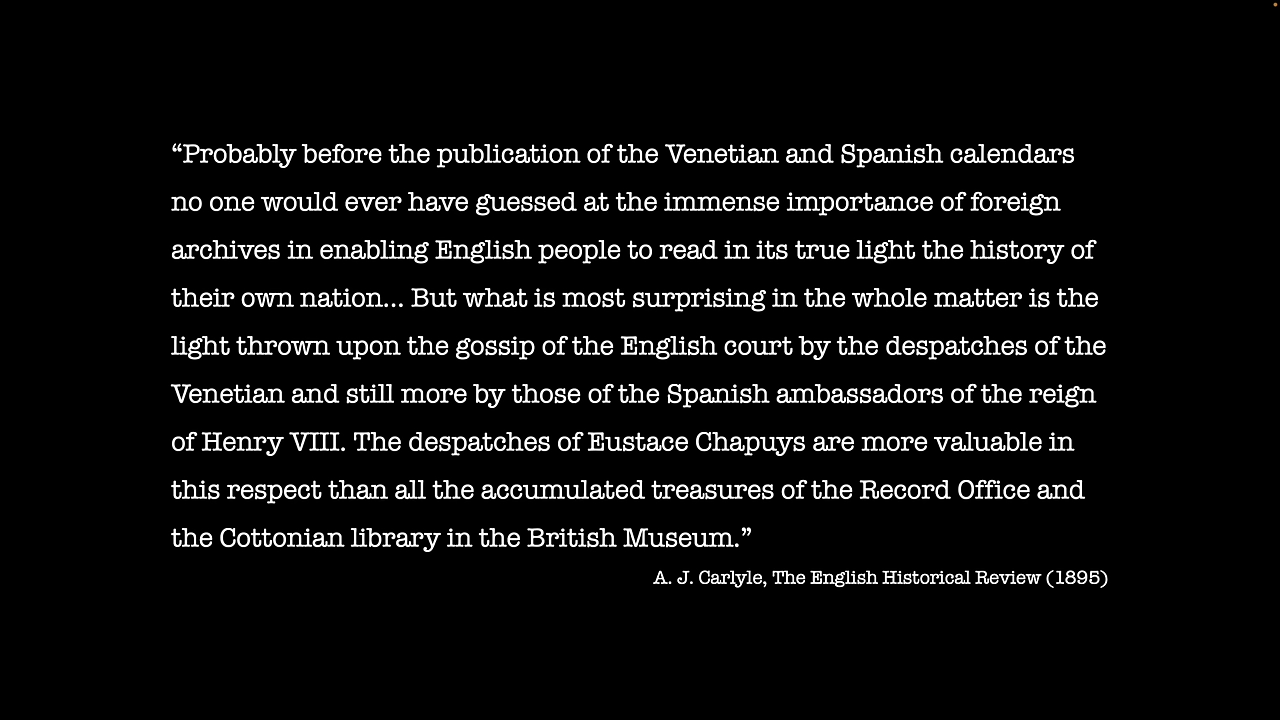 “Probably before the publication of the Venetian and Spanish calendars
no one would ever have guessed at the immense importance of foreign
archives in enabling English people to read in its true light the history of
their own nation... But what is most surprising in the whole matter is the
light thrown upon the gossip of the English court by the despatches of the
Venetian and still more by those of the Spanish ambassadors of the reign
of Henry VIII. The despatches of Eustace Chapuys are more valuable in
this respect than all the accumulated treasures of the Record Office and
the Cottonian library in the British Museum.”
A. J. Carlyle, The English Historical Review (1895)